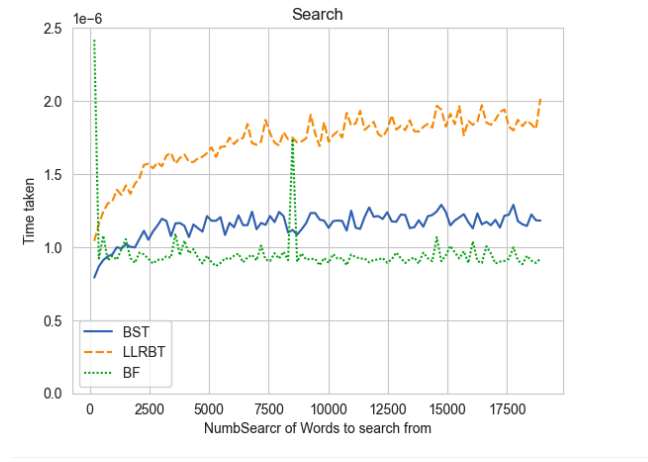 Search
1e−6
2.5
2.0
1.5
1.0
0.5
0.0
Time taken
BST
LLRBT
BF
0 2500 5000 7500 10000 12500 15000 17500
NumbSearcr of Words to search from